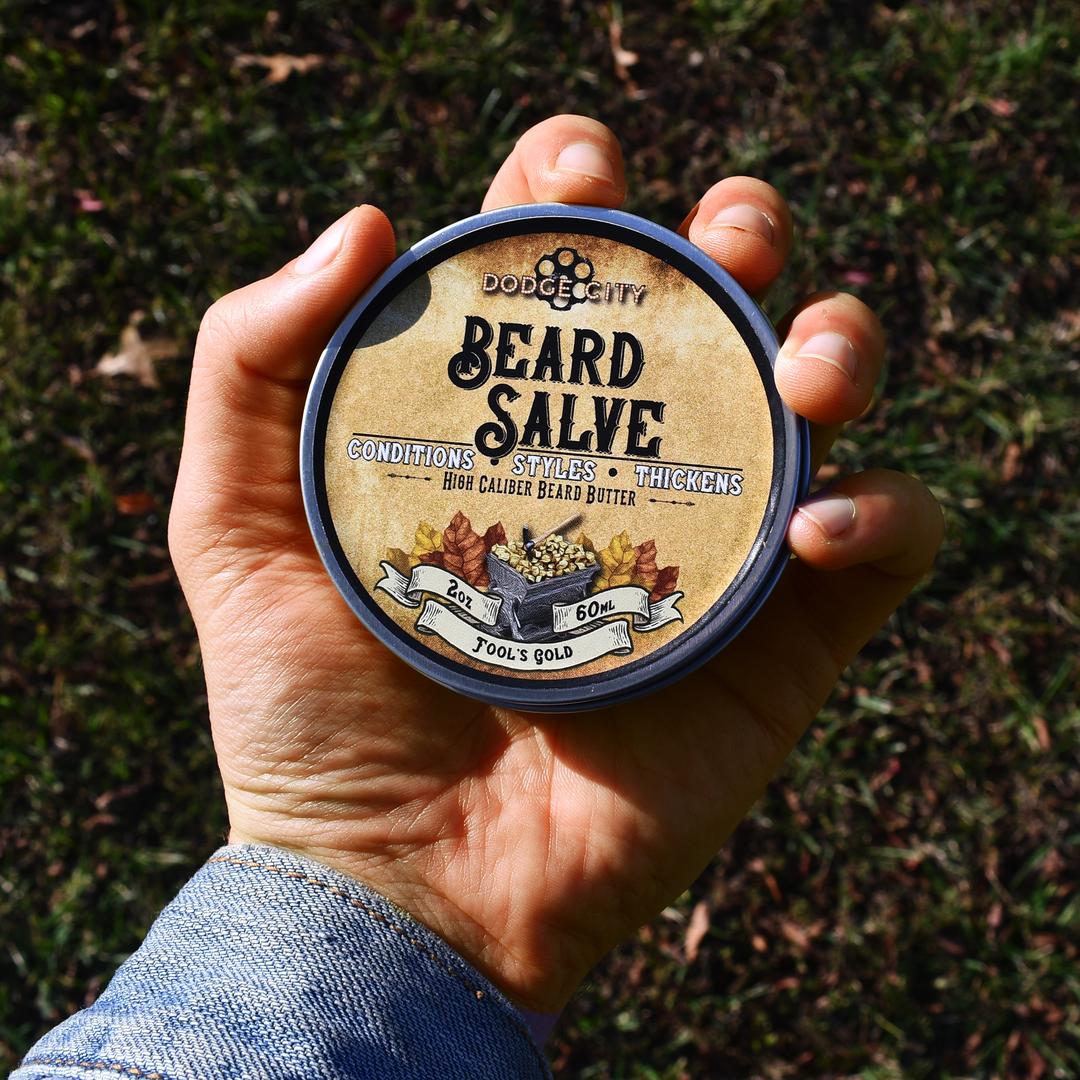 DODGE CITY
BEARD
SALVE
CONDITIONS • STYLES • THICKENS
HIGH CALIBER BEARD BUTTER
2OZ 60ML
FOOL'S GOLD